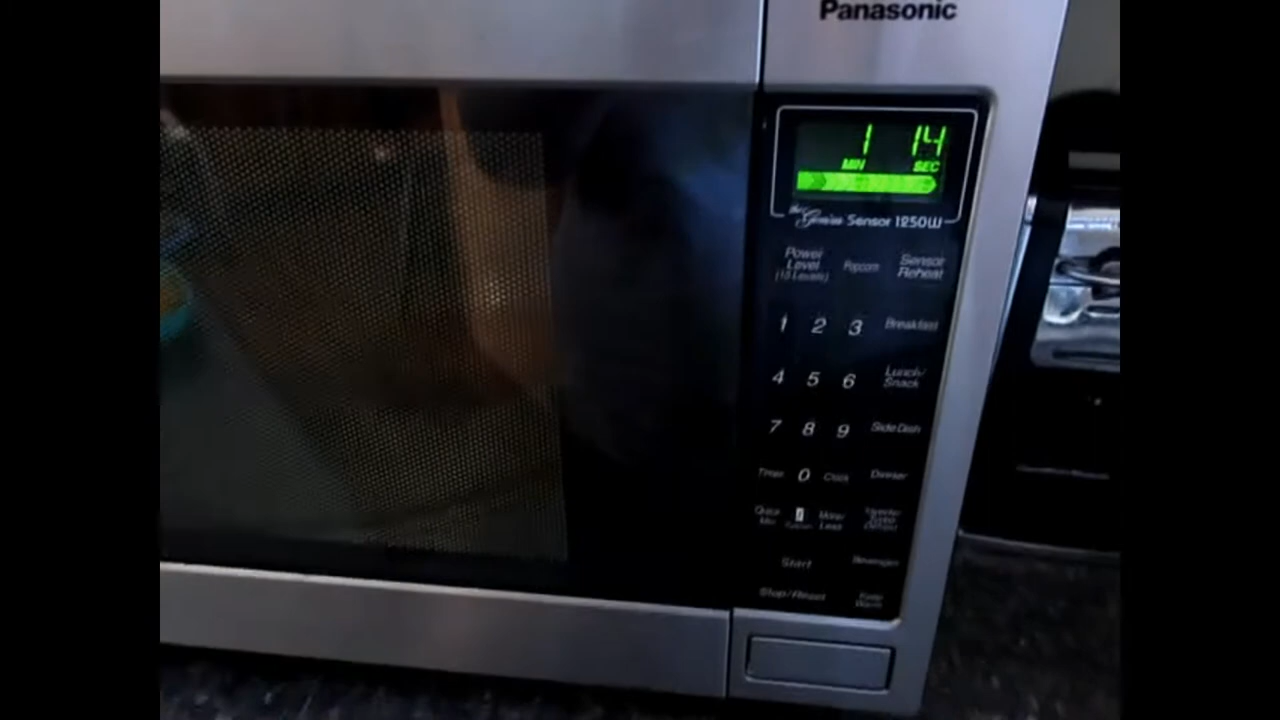 Panasonic
1 14
MIN SEC
the Genius Sensor 1250W
Power Level (10 Levels)
Popcorn
Sensor Reheat
1 2 3 Breakfast
4 5 6 Lunch/Snack
7 8 9 Side Dish
Timer 0 Clock Dinner
Quick Min
More/Less
Start
Beverages
Stop/Reset
Keep Warm